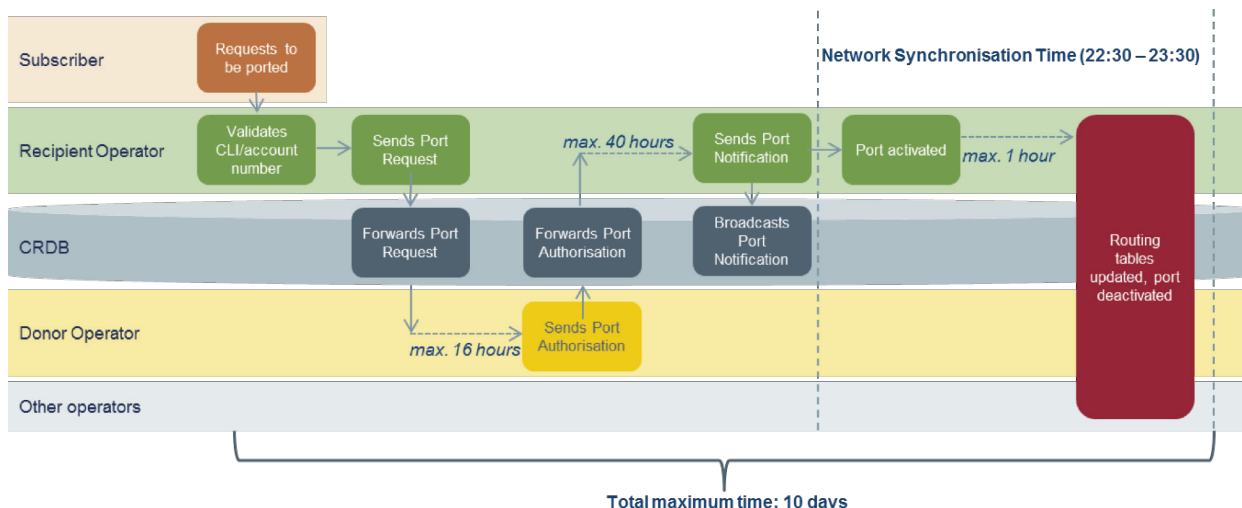 Subscriber
Requests to
be ported
Network Synchronisation Time (22:30 – 23:30)
Recipient Operator
Validates
CLI/account
number
Sends Port
Request
max. 40 hours
Sends Port
Notification
Port activated
max. 1 hour
CRDB
Forwards Port
Request
Forwards Port
Authorisation
Broadcasts
Port
Notification
Routing
tables
updated, port
deactivated
Donor Operator
max. 16 hours
Sends Port
Authorisation
Other operators
Total maximum time: 10 days